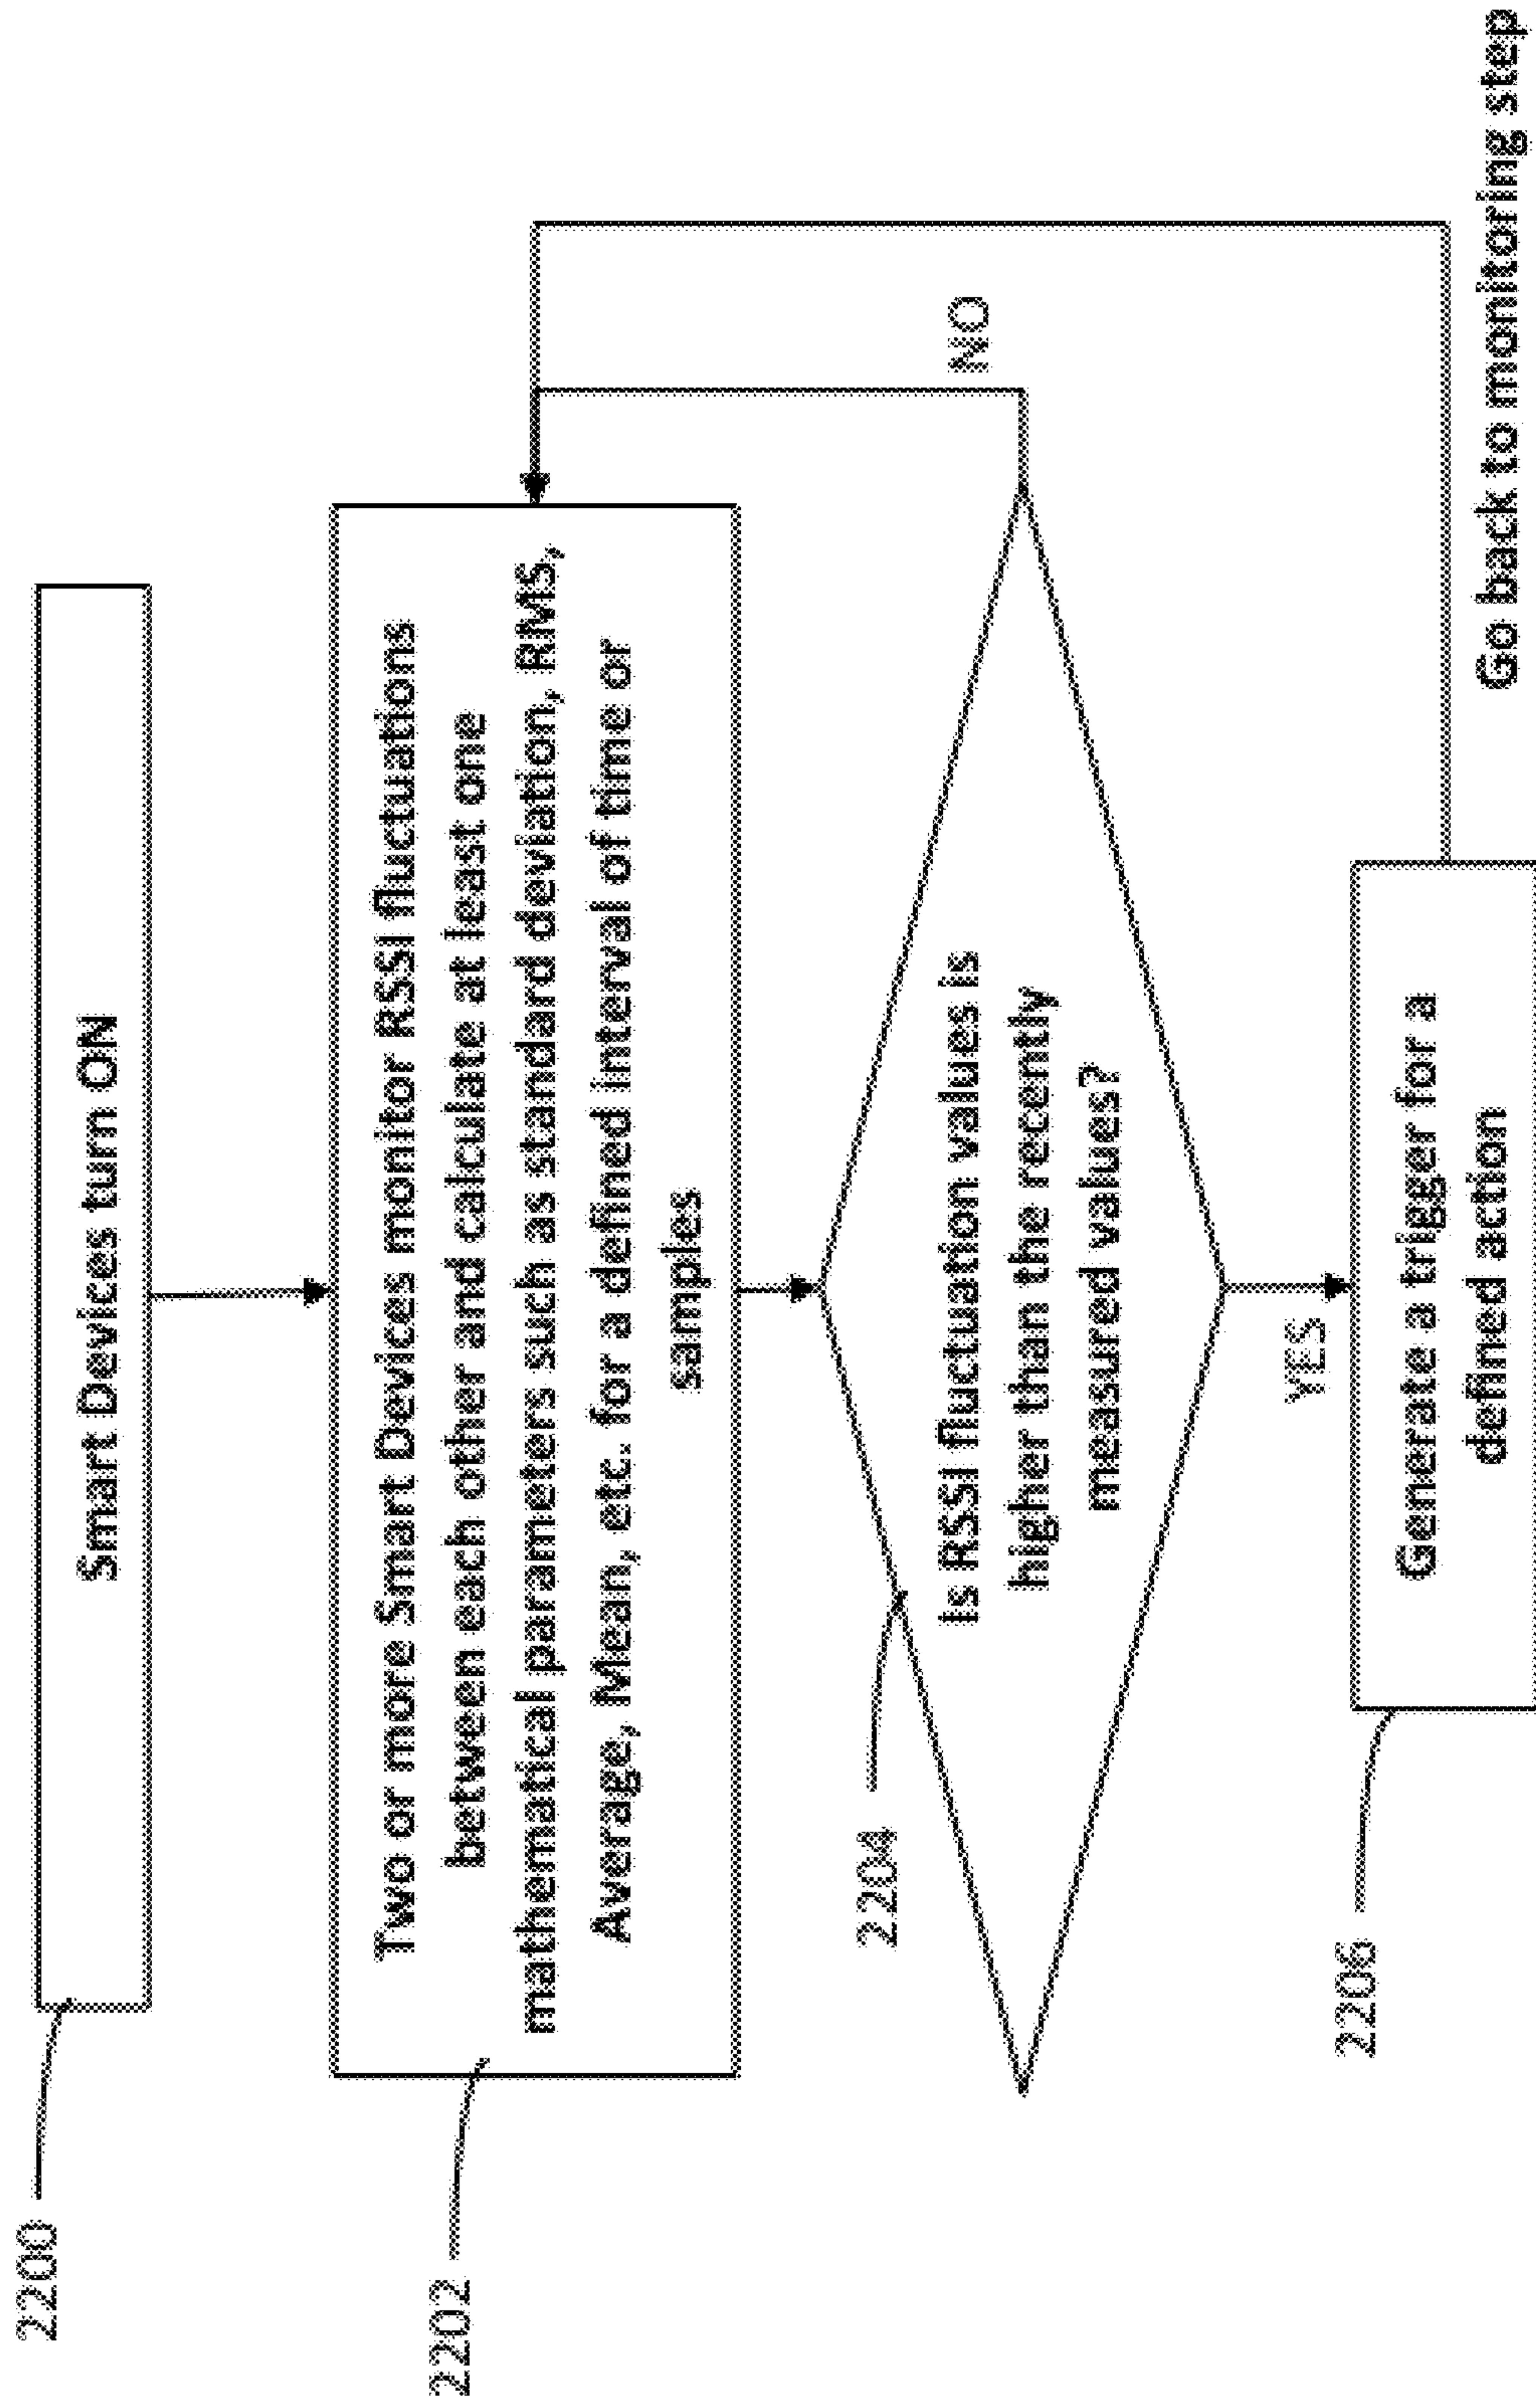 2200
Smart Devices turn ON
2202
Two or more Smart Devices monitor RSSI fluctuations
between each other and calculate at least one
mathematical parameters such as standard deviation, RMS,
Average, Mean, etc. for a defined interval of time or
samples
2204
Is RSSI fluctuation values is
higher than the recently
measured values?
NO
YES
2206
Generate a trigger for a
defined action
Go back to monitoring step